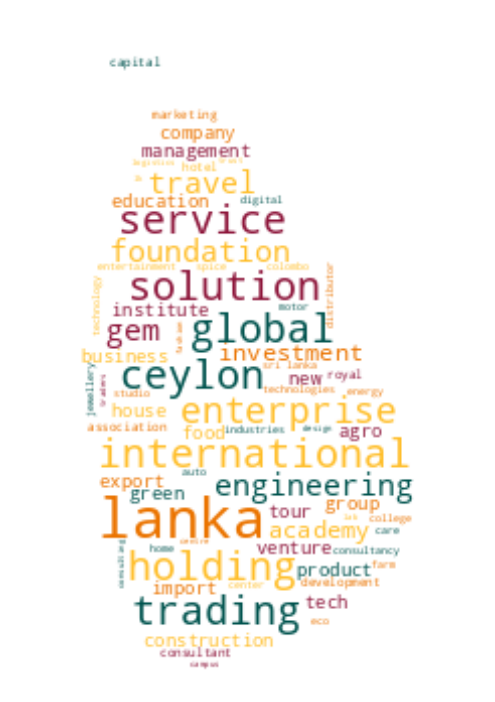 capital
marketing
company
management
logistics
hotel
travel
education digital
service
foundation
entertainment spice colombo
technology
distributor
solution
institute motor
gem global
business investment
sri lanka
jewellery
traders
ceylon new royal
studio technologies energy
house enterprise
association food industries design agro
international
auto
export engineering
green
lanka tour group
college
academy care
home centre venture consultancy
consulting
holding product farm
import center development
trading tech
eco
construction
consultant
campus